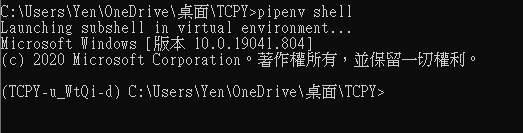 C:\Users\Yen\OneDrive\桌面\TCPY>pipenv shell
Launching subshell in virtual environment...
Microsoft Windows [版本 10.0.19041.804]
(c) 2020 Microsoft Corporation。著作權所有，並保留一切權利。
(TCPY-u_WtQi-d) C:\Users\Yen\OneDrive\桌面\TCPY>